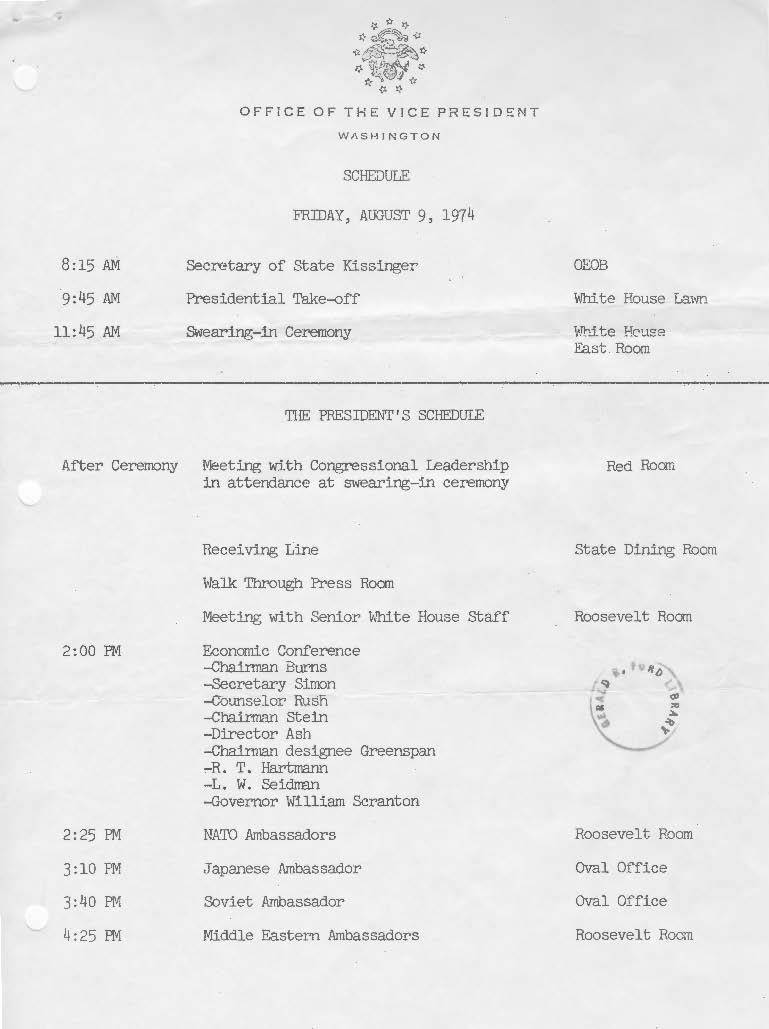 OFFICE OF THE VICE PRESIDENT
WASHINGTON
SCHEDULE
FRIDAY, AUGUST 9, 1974
8:15 AM Secretary of State Kissinger OEOB
9:45 AM Presidential Take-off White House Lawn
11:45 AM Swearing-in Ceremony White House
East Room
THE PRESIDENT'S SCHEDULE
After Ceremony Meeting with Congressional Leadership Red Room
in attendance at swearing-in ceremony
Receiving Line State Dining Room
Walk Through Press Room
Meeting with Senior White House Staff Roosevelt Room
2:00 PM Economic Conference
-Chairman Burns
-Secretary Simon
-Counselor Rush
-Chairman Stein
-Director Ash
-Chairman designee Greenspan
-R. T. Hartmann
-L. W. Seidman
-Governor William Scranton
GERALD R. FORD LIBRARY
2:25 PM NATO Ambassadors Roosevelt Room
3:10 PM Japanese Ambassador Oval Office
3:40 PM Soviet Ambassador Oval Office
4:25 PM Middle Eastern Ambassadors Roosevelt Room